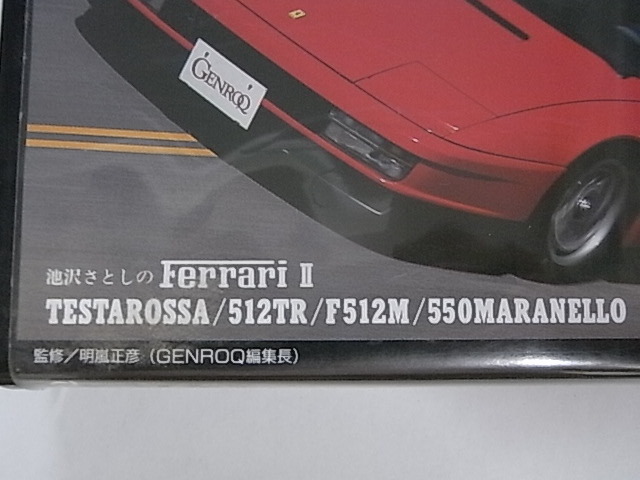 GENROQ
池沢さとしの Ferrari II
TESTAROSSA/512TR/F512M/550MARANELLO
監修／明嵐正彦（GENROQ編集長）